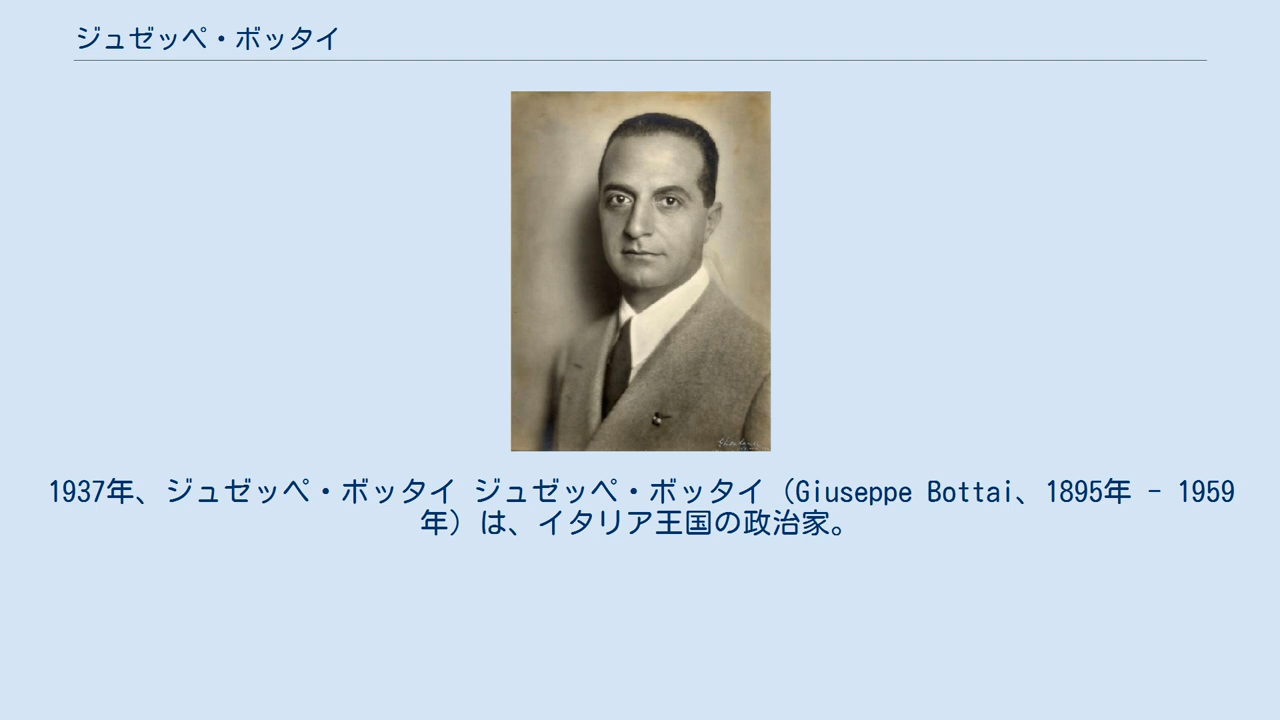 ジュゼッペ・ボッタイ
1937年、ジュゼッペ・ボッタイ ジュゼッペ・ボッタイ（Giuseppe Bottai、1895年 - 1959
年）は、イタリア王国の政治家。